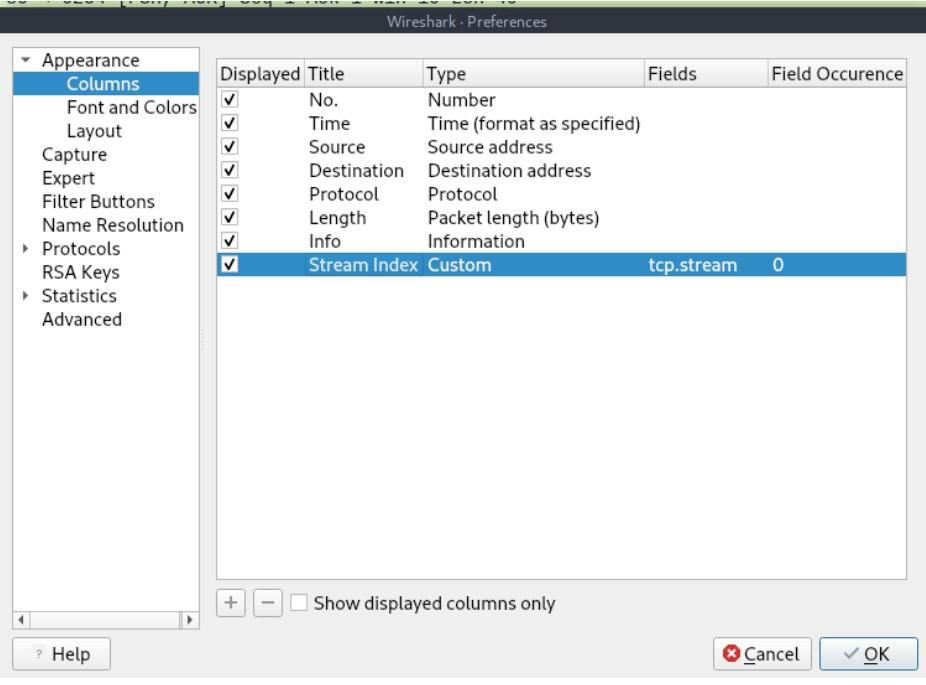 Wireshark · Preferences
Appearance
Columns
Font and Colors
Layout
Capture
Expert
Filter Buttons
Name Resolution
Protocols
RSA Keys
Statistics
Advanced
Displayed Title Type Fields Field Occurence
No. Number
Time Time (format as specified)
Source Source address
Destination Destination address
Protocol Protocol
Length Packet length (bytes)
Info Information
Stream Index Custom tcp.stream 0
+ − Show displayed columns only
? Help Cancel OK